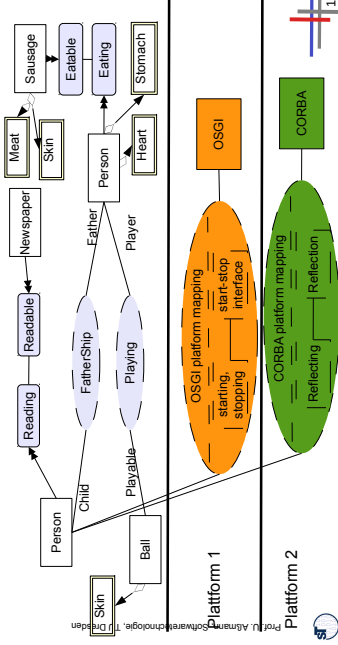 Person
Reading
Readable
Newspaper
Meat
Skin
Sausage
Eatable
Eating
Child
FatherShip
Father
Person
Stomach
Heart
Skin
Ball
Playable
Playing
Player
Plattform 1
OSGI platform mapping
starting,
stopping
start-stop
interface
OSGI
Plattform 2
CORBA platform mapping
Reflecting
Reflection
CORBA
Prof. U. Aßmann, Softwaretechnologie, TU Dresden
ST
1